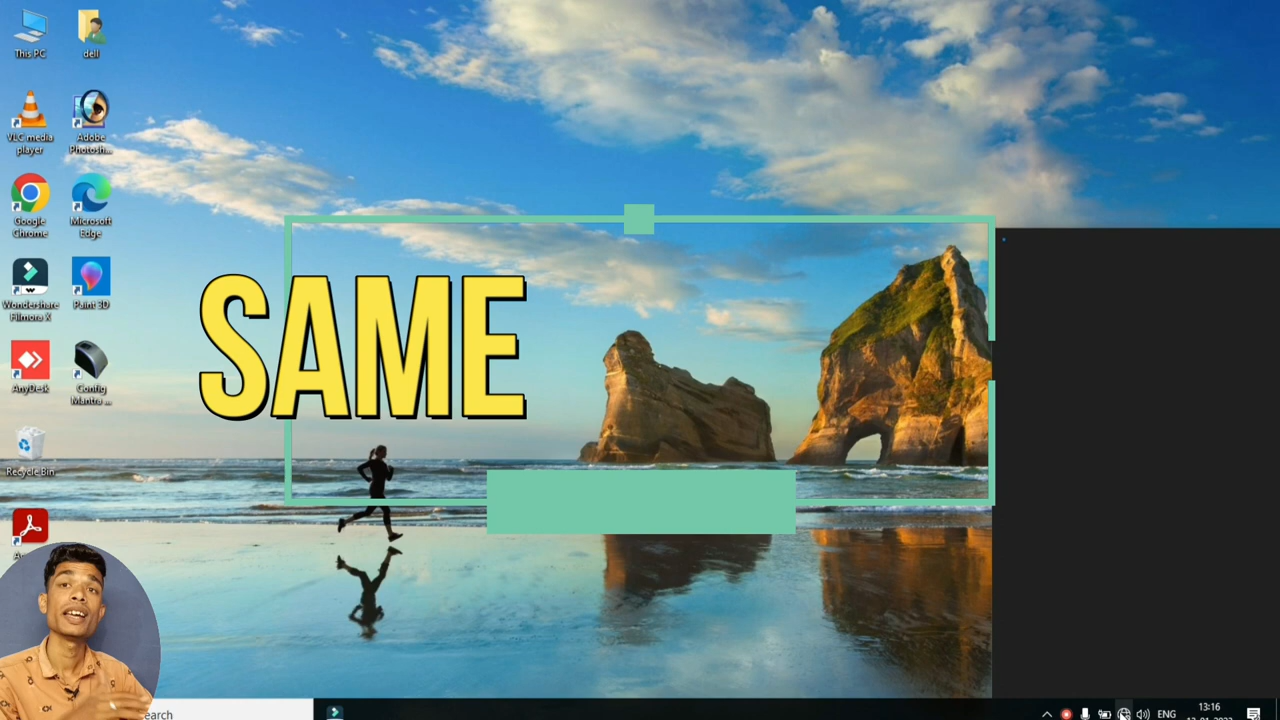 This PC
dell
VLC media
player
Adobe
Photosh...
Google
Chrome
Microsoft
Edge
Wondershare
Filmora X
Paint 3D
AnyDesk
Config
Mantra ...
Recycle Bin
SAME
earch
ENG
13:16